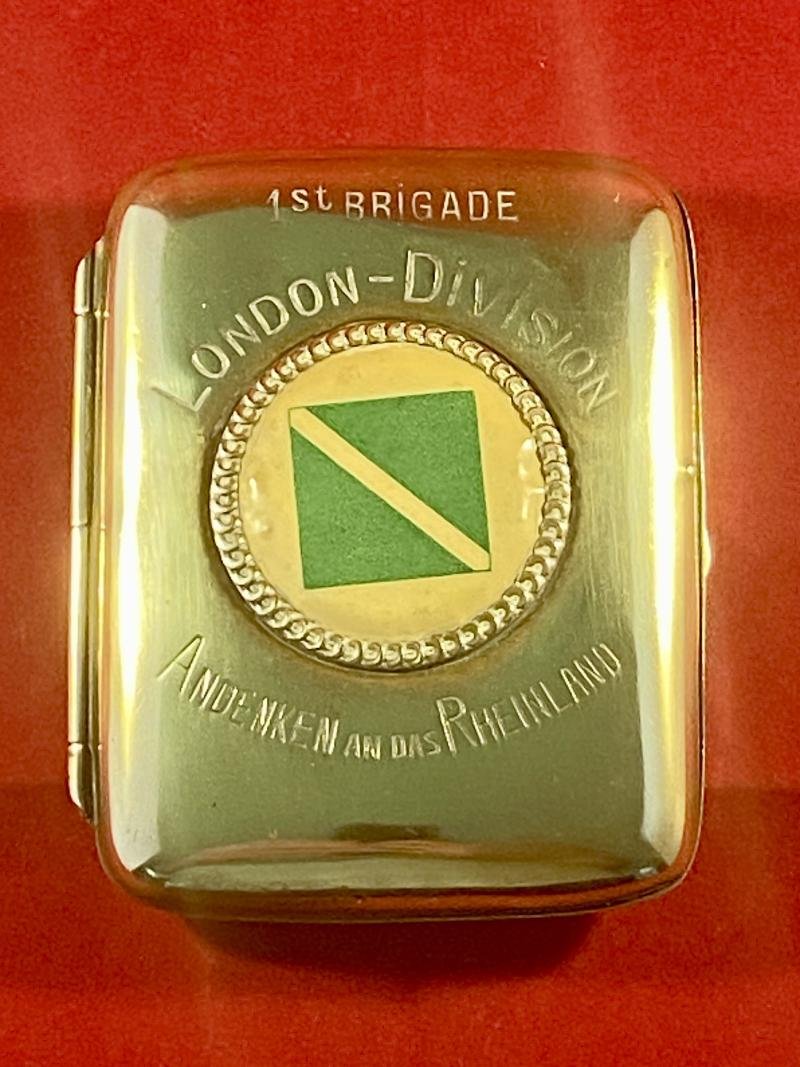 1st BRiGADE
LONDON-DiViSiON
ANDENKEN AN DAS RHEINLAND